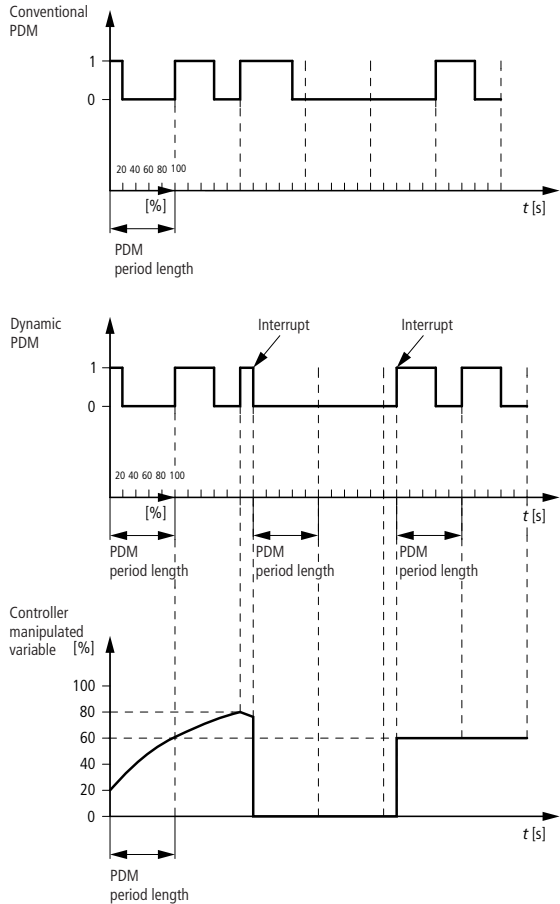 Conventional
PDM
1
0
20 40 60 80 100
[%]
t [s]
PDM
period length
Dynamic
PDM
Interrupt
Interrupt
1
0
20 40 60 80 100
[%]
t [s]
PDM
period length
PDM
period length
PDM
period length
Controller
manipulated
variable [%]
100
80
60
40
20
0
t [s]
PDM
period length